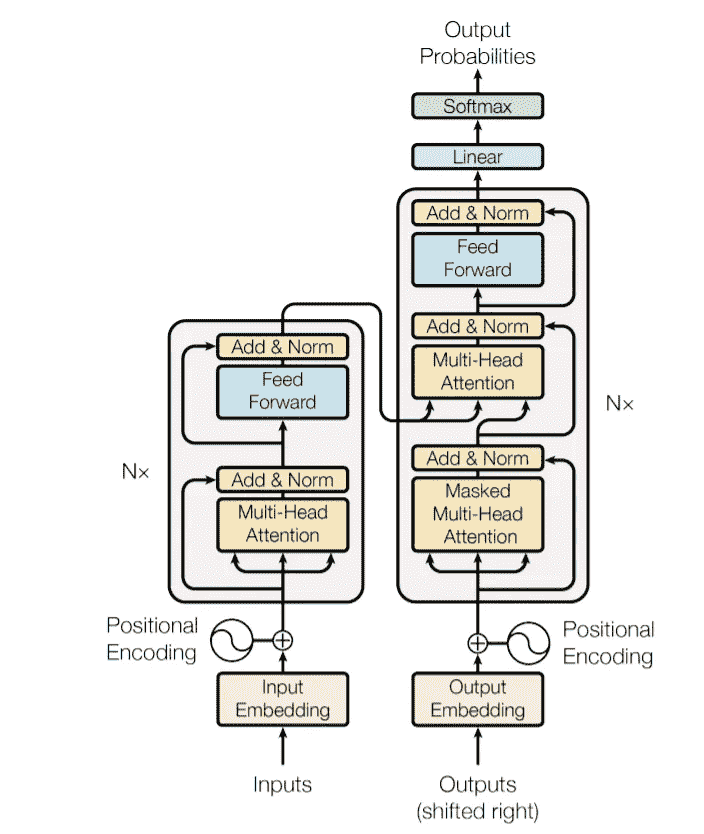 Output
Probabilities
Softmax
Linear
Add & Norm
Feed
Forward
Add & Norm
Multi-Head
Attention
Add & Norm
Masked
Multi-Head
Attention
Nx
Add & Norm
Feed
Forward
Add & Norm
Multi-Head
Attention
N×
Positional
Encoding
Positional
Encoding
Input
Embedding
Output
Embedding
Inputs
Outputs
(shifted right)